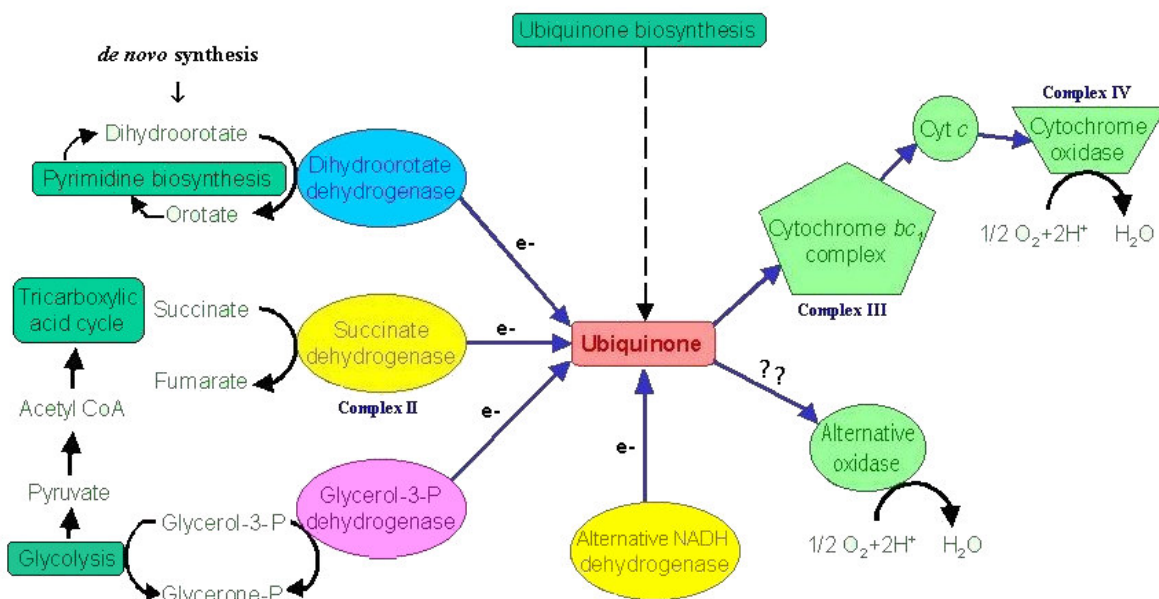 Ubiquinone biosynthesis
de novo synthesis
↓
Dihydroorotate
Pyrimidine biosynthesis
Orotate
Dihydroorotate
dehydrogenase
e-
Complex IV
Cyt c
Cytochrome
oxidase
1/2 O₂+2H⁺
H₂O
Cytochrome bc₁
complex
Complex III
Tricarboxylic
acid cycle
Succinate
Fumarate
Succinate
dehydrogenase
Complex II
e-
Ubiquinone
??
Acetyl CoA
Pyruvate
Glycolysis
Glycerol-3-P
Glycerone-P
Glycerol-3-P
dehydrogenase
e-
e-
Alternative NADH
dehydrogenase
Alternative
oxidase
1/2 O₂+2H⁺
H₂O